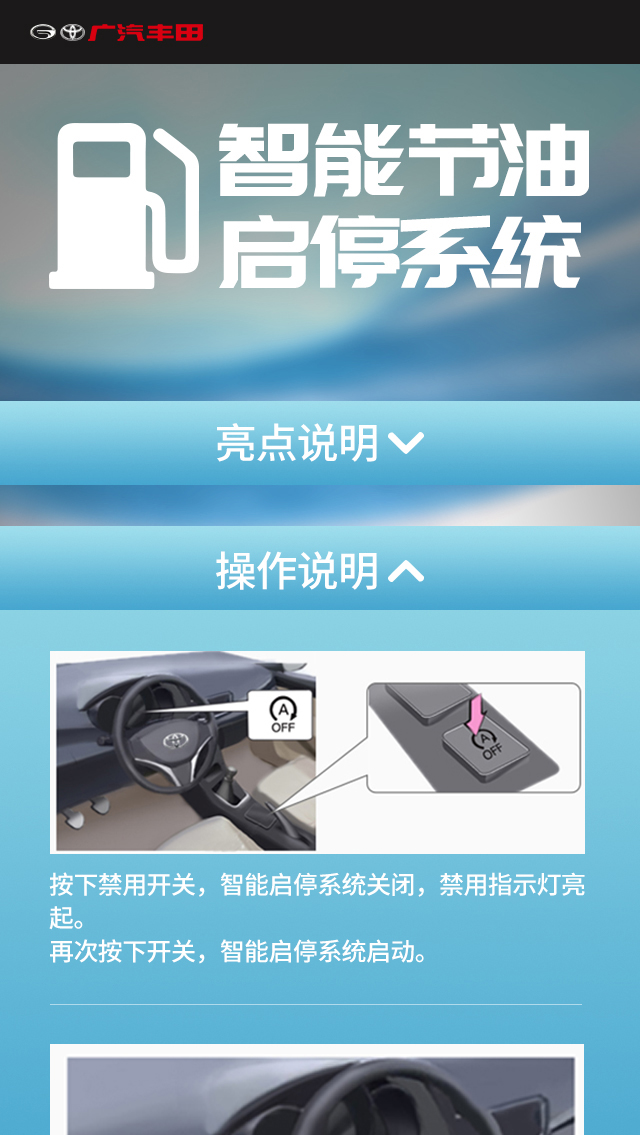 广汽丰田
智能节油
启停系统
亮点说明
操作说明
A
OFF
A
OFF
按下禁用开关，智能启停系统关闭，禁用指示灯亮
起。
再次按下开关，智能启停系统启动。